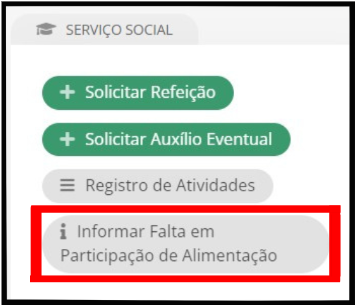 SERVIÇO SOCIAL
+ Solicitar Refeição
+ Solicitar Auxílio Eventual
Registro de Atividades
Informar Falta em
Participação de Alimentação